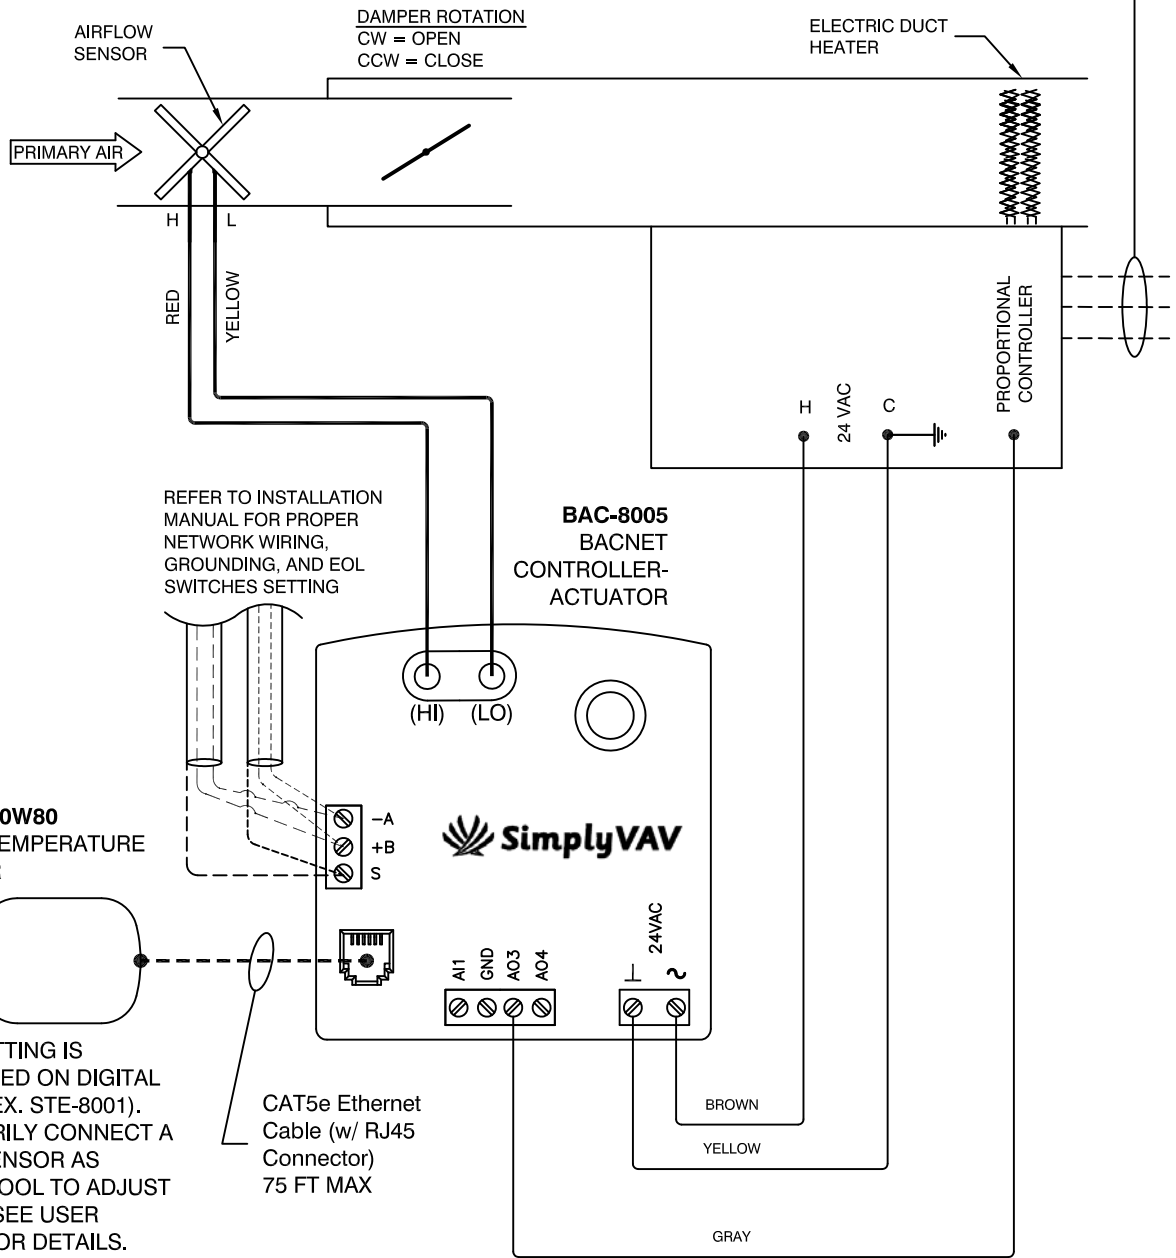 DAMPER ROTATION
CW = OPEN
CCW = CLOSE
AIRFLOW
SENSOR
ELECTRIC DUCT
HEATER
PRIMARY AIR
H
L
RED
YELLOW
PROPORTIONAL
CONTROLLER
H
24 VAC
C
REFER TO INSTALLATION
MANUAL FOR PROPER
NETWORK WIRING,
GROUNDING, AND EOL
SWITCHES SETTING
BAC-8005
BACNET
CONTROLLER-
ACTUATOR
(HI)
(LO)
-A
+B
S
SimplyVAV
0W80
EMPERATURE
24VAC
AI1
GND
AO3
AO4
TTING IS
ED ON DIGITAL
EX. STE-8001).
RILY CONNECT A
ENSOR AS
OOL TO ADJUST
SEE USER
OR DETAILS.
CAT5e Ethernet
Cable (w/ RJ45
Connector)
75 FT MAX
BROWN
YELLOW
GRAY